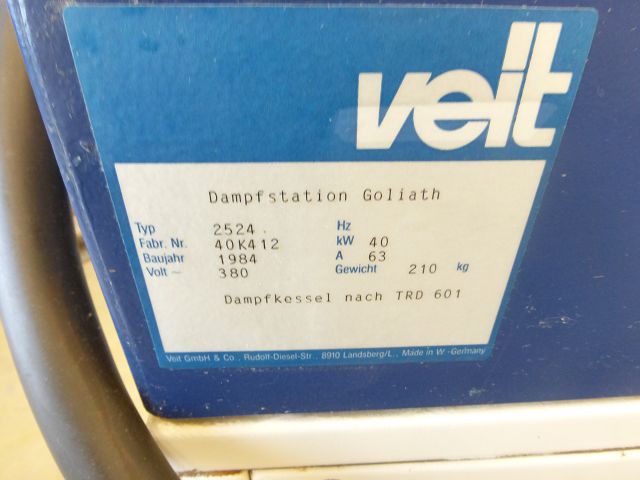 veit
Dampfstation Goliath
Typ 2524 Hz
Fabr. Nr. 40K412 kW 40
Baujahr 1984 A 63
Volt ~ 380 Gewicht 210 kg
Dampfkessel nach TRD 601
Veit GmbH & Co., Rudolf-Diesel-Str., 8910 Landsberg/L., Made in W.-Germany